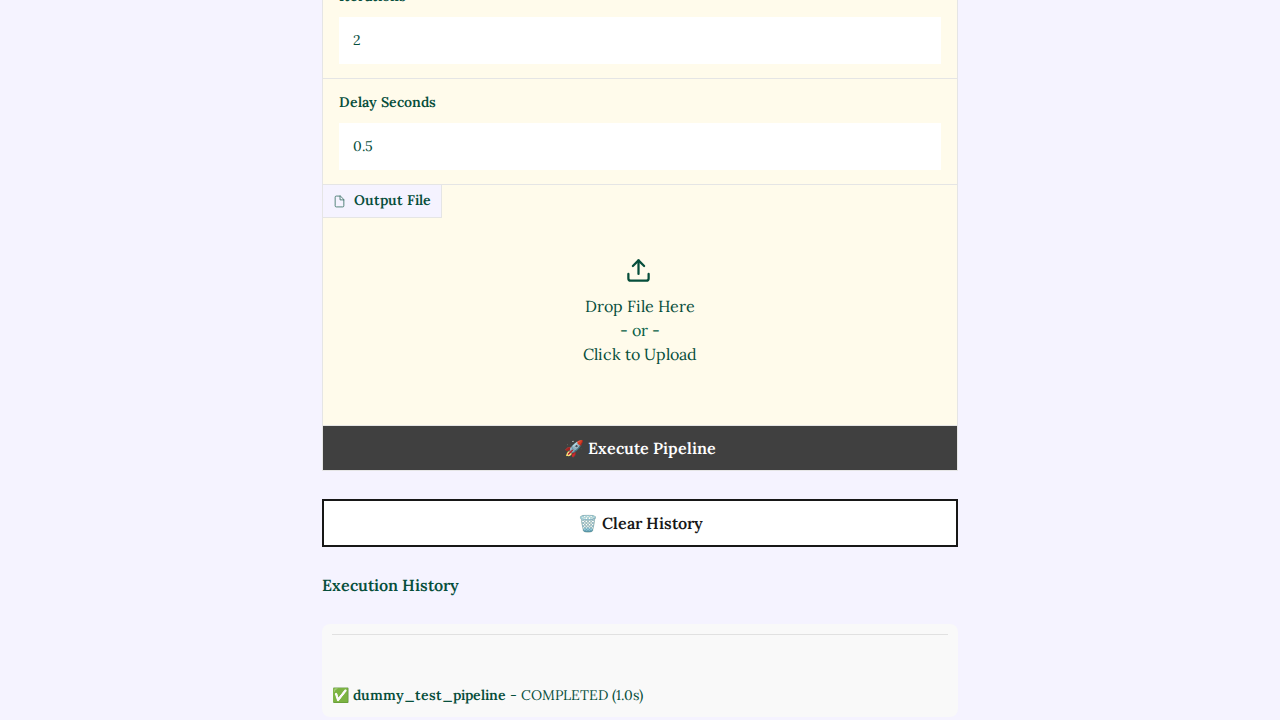 2
Delay Seconds
0.5
Output File
Drop File Here
- or -
Click to Upload
🚀 Execute Pipeline
🗑️ Clear History
Execution History
✅ dummy_test_pipeline - COMPLETED (1.0s)